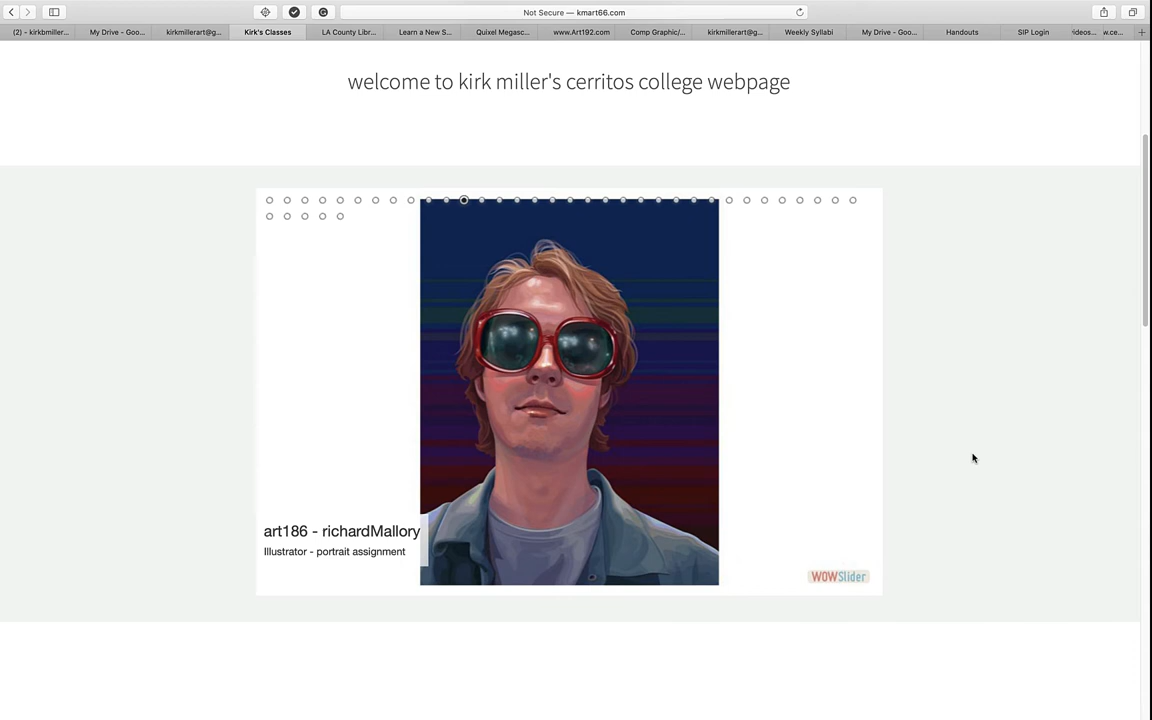 Not Secure — kmart66.com
(2) - kirkbmiller...
My Drive - Goo...
kirkmillerart@g...
Kirk's Classes
LA County Libr...
Learn a New S...
Quixel Megasc...
www.Art192.com
Comp Graphic/...
kirkmillerart@g...
Weekly Syllabi
My Drive - Goo...
Handouts
SIP Login
welcome to kirk miller's cerritos college webpage
art186 - richardMallory
Illustrator - portrait assignment
WOWSlider